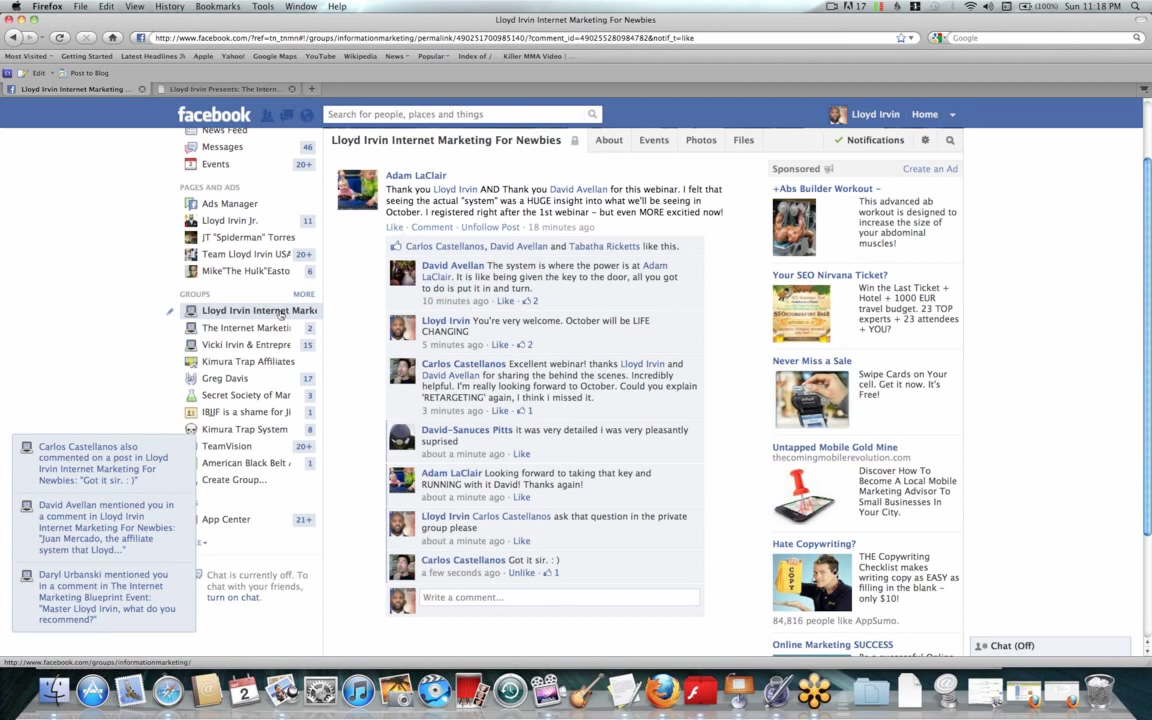 Firefox File Edit View History Bookmarks Tools Window Help
17 1 (100%) Sun 11:18 PM
Lloyd Irvin Internet Marketing For Newbies
http://www.facebook.com/?ref=tn_tnmn#!/groups/informationmarketing/permalink/490251700985140/?comment_id=490255280984782&notif_t=like
Google
Most Visited Getting Started Latest Headlines Apple Yahoo! Google Maps YouTube Wikipedia News Popular Index of / Killer MMA Video | ...
Edit Post to Blog
Lloyd Irvin Internet Marketing ... Lloyd Irvin Presents: The Intern...
facebook
Search for people, places and things
Lloyd Irvin Home
News Feed
Messages 46
Events 20+
PAGES AND ADS
Ads Manager
Lloyd Irvin Jr. 11
JT "Spiderman" Torres
Team Lloyd Irvin USA 20+
Mike"The Hulk"Easto 6
GROUPS MORE
Lloyd Irvin Internet Marke
The Internet Marketin 2
Vicki Irvin & Entrepre 15
Kimura Trap Affiliates
Greg Davis 17
Secret Society of Mar 3
IBJJF is a shame for Ji 1
Kimura Trap System 8
TeamVision 20+
American Black Belt 1
Create Group...
App Center 21+
Chat is currently off. To
chat with your friends,
turn on chat.
Carlos Castellanos also
commented on a post in Lloyd
Irvin Internet Marketing For
Newbies: "Got it sir. : )"
David Avellan mentioned you
in a comment in Lloyd Irvin
Internet Marketing For Newbies:
"Juan Mercado, the affiliate
system that Lloyd..."
Daryl Urbanski mentioned you
in a comment in The Internet
Marketing Blueprint Event:
"Master Lloyd Irvin, what do you
recommend?"
Lloyd Irvin Internet Marketing For Newbies About Events Photos Files Notifications
Adam LaClair
Thank you Lloyd Irvin AND Thank you David Avellan for this webinar. I felt that
seeing the actual "system" was a HUGE insight into what we'll be seeing in
October. I registered right after the 1st webinar - but even MORE excitied now!
Like · Comment · Unfollow Post · 18 minutes ago
Carlos Castellanos, David Avellan and Tabatha Ricketts like this.
David Avellan The system is where the power is at Adam
LaClair. It is like being given the key to the door, all you got
to do is put it in and turn.
10 minutes ago · Like · 2
Lloyd Irvin You're very welcome. October will be LIFE
CHANGING
5 minutes ago · Like · 2
Carlos Castellanos Excellent webinar! thanks Lloyd Irvin and
David Avellan for sharing the behind the scenes. Incredibly
helpful. I'm really looking forward to October. Could you explain
'RETARGETING' again, I think i missed it.
3 minutes ago · Like · 1
David-Sanuces Pitts it was very detailed i was very pleasantly
suprised
about a minute ago · Like
Adam LaClair Looking forward to taking that key and
RUNNING with it David! Thanks again!
about a minute ago · Like
Lloyd Irvin Carlos Castellanos ask that question in the private
group please
about a minute ago · Like
Carlos Castellanos Got it sir. : )
a few seconds ago · Unlike · 1
Write a comment...
Sponsored Create an Ad
+Abs Builder Workout -
This advanced ab
workout is designed to
increase the size of
your abdominal
muscles!
Your SEO Nirvana Ticket?
Win the Last Ticket +
Hotel + 1000 EUR
travel budget. 23 TOP
experts + 23 attendees
+ YOU?
Never Miss a Sale
Swipe Cards on Your
cell. Get it now. It's
Free!
Untapped Mobile Gold Mine
thecomingmobilerevolution.com
Discover How To
Become A Local Mobile
Marketing Advisor To
Small Businesses In
Your City.
Hate Copywriting?
COPY
THE Copywriting
Checklist makes
writing copy as EASY as
filling in the blank -
only $10!
84,816 people like AppSumo.
Online Marketing SUCCESS
Chat (Off)
http://www.facebook.com/groups/informationmarketing/
2